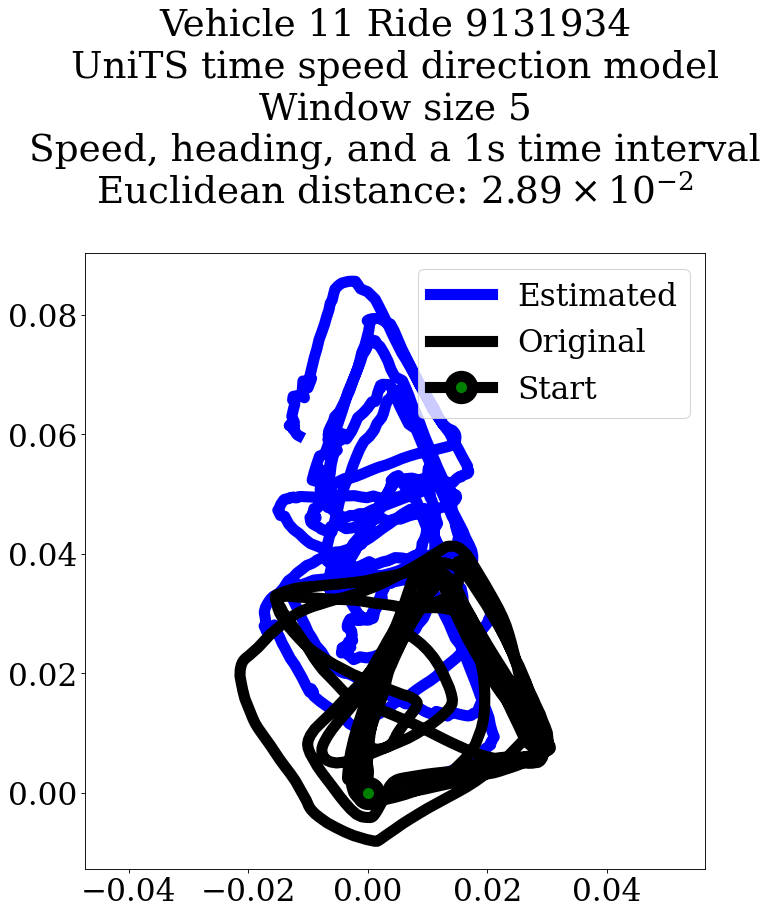 Vehicle 11 Ride 9131934
UniTS time speed direction model
Window size 5
Speed, heading, and a 1s time interval
Euclidean distance: 2.89 × 10⁻²
Estimated
Original
Start
0.08
0.06
0.04
0.02
0.00
−0.04 −0.02 0.00 0.02 0.04